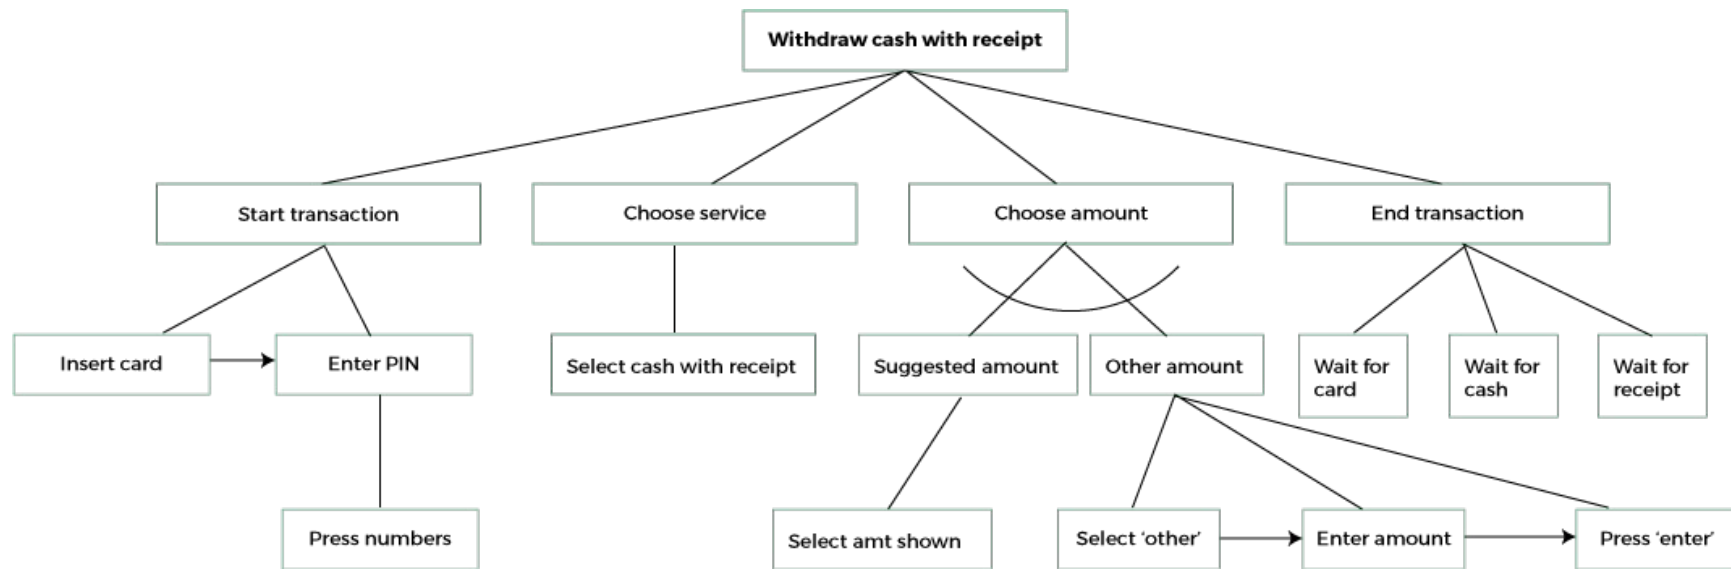 Withdraw cash with receipt
Start transaction
Choose service
Choose amount
End transaction
Insert card
Enter PIN
Select cash with receipt
Suggested amount
Other amount
Wait for
card
Wait for
cash
Wait for
receipt
Press numbers
Select amt shown
Select ‘other’
Enter amount
Press ‘enter’